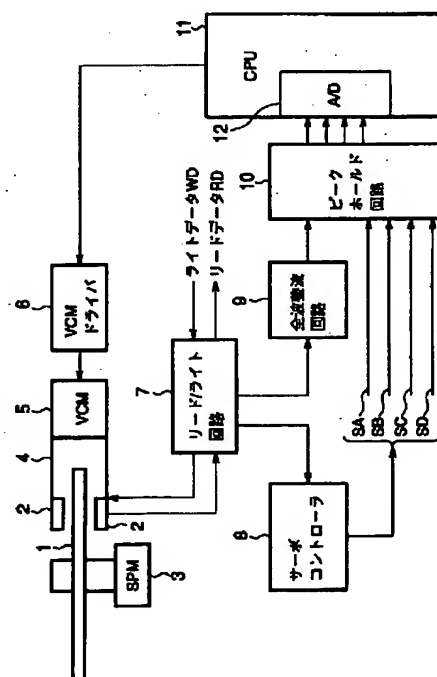 1
2
2
3
SPM
4
5
VCM
6
VCM
ドライバ
7
リード/ライト
回路
ライトデータWD
リードデータRD
8
サーボ
コントローラ
9
全波整流
回路
SA
SB
SC
SD
10
ピーク
ホールド
回路
11
CPU
12
A/D